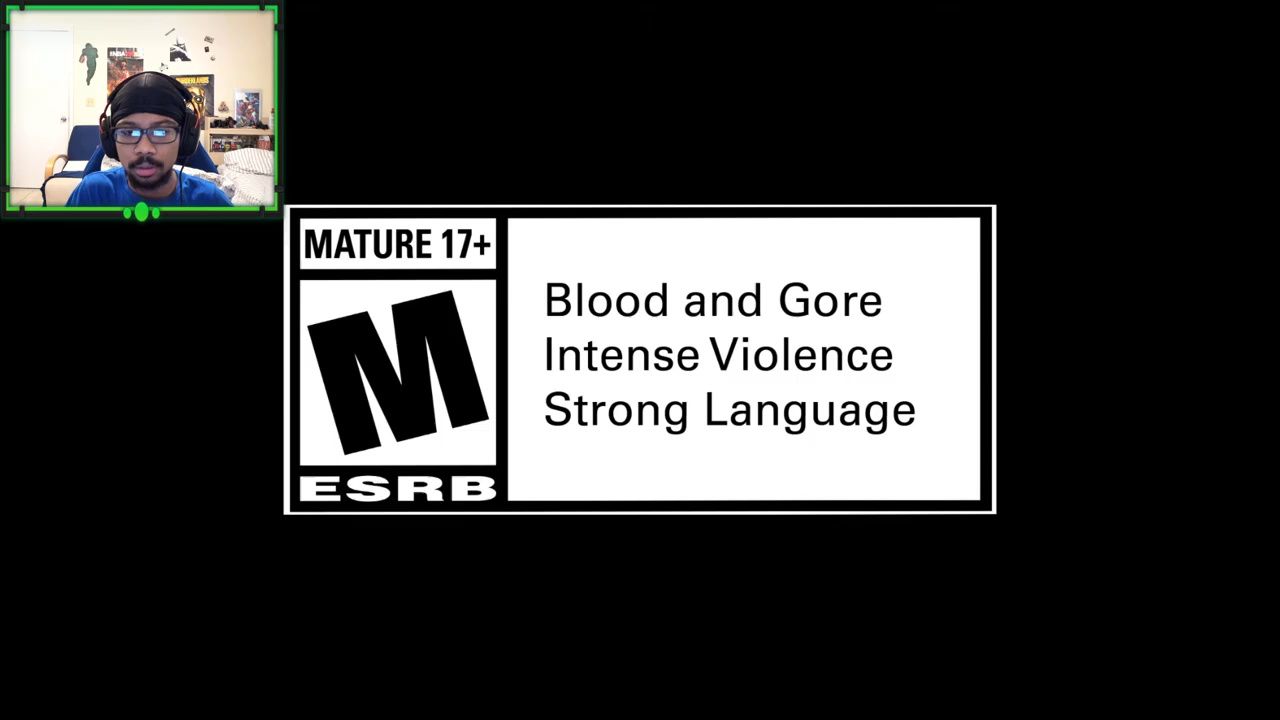 MATURE 17+
M
ESRB
Blood and Gore
Intense Violence
Strong Language